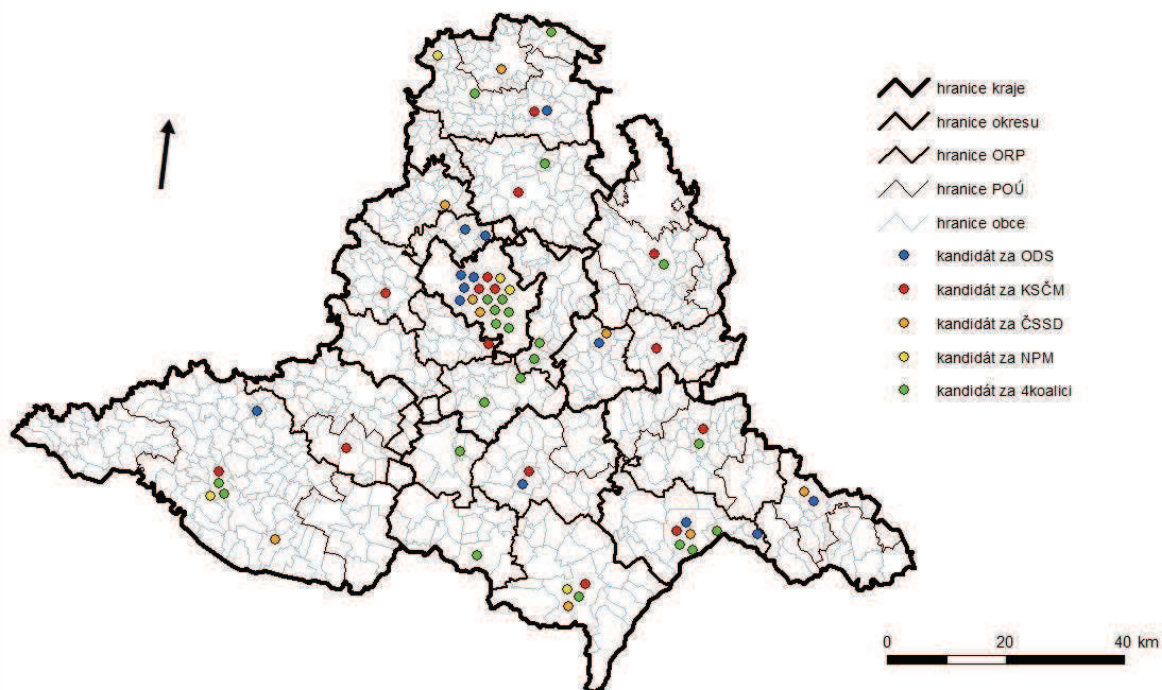 hranice kraje
hranice okresu
hranice ORP
hranice POÚ
hranice obce
kandidát za ODS
kandidát za KSČM
kandidát za ČSSD
kandidát za NPM
kandidát za 4koalici
0 20 40 km